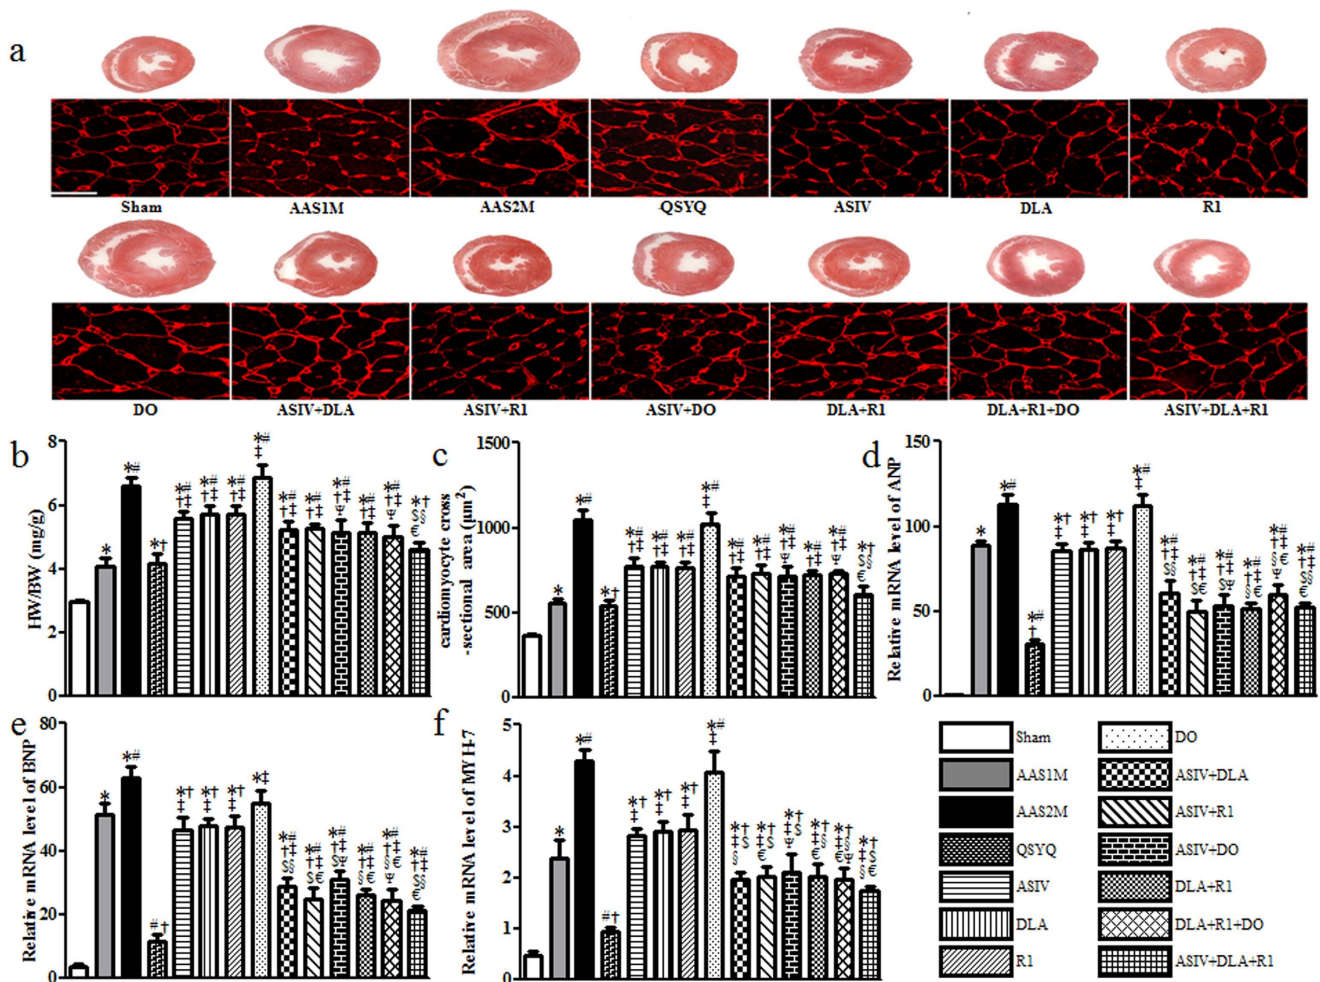 a
Sham AAS1M AAS2M QSYQ ASIV DLA R1
DO ASIV+DLA ASIV+R1 ASIV+DO DLA+R1 DLA+R1+DO ASIV+DLA+R1
b
HW/BW (mg/g)
8
6
4
2
0
c
cardiomyocyte cross
-sectional area (µm²)
1500
1000
500
0
d
Relative mRNA level of ANP
150
100
50
0
e
Relative mRNA level of BNP
80
60
40
20
0
f
Relative mRNA level of MYH-7
5
4
3
2
1
0
Sham
AAS1M
AAS2M
QSYQ
ASIV
DLA
R1
DO
ASIV+DLA
ASIV+R1
ASIV+DO
DLA+R1
DLA+R1+DO
ASIV+DLA+R1